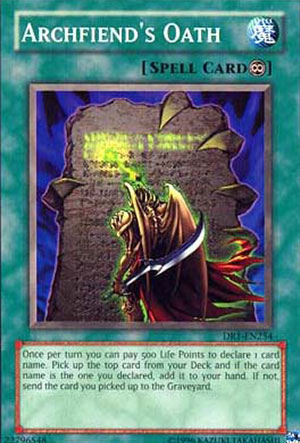 ARCHFIEND'S OATH
[SPELL CARD]
DR1-EN254
Once per turn you can pay 500 Life Points to declare 1 card
name. Pick up the top card from your Deck and if the card
name is the one you declared, add it to your hand. If not,
send the card you picked up to the Graveyard.
22796548
©1996 KAZUKI TAKAHASHI